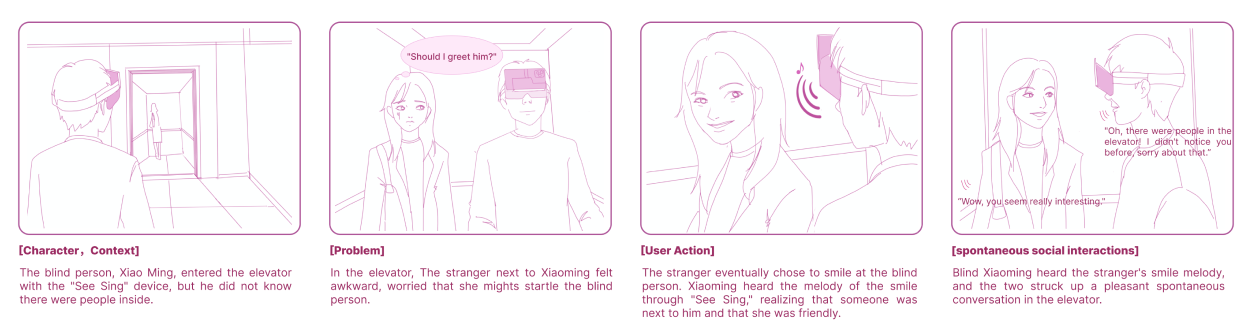 "Should I greet him?"
"Oh, there were people in the
elevator! I didn't notice you
before, sorry about that."
"Wow, you seem really interesting."
[Character, Context]
The blind person, Xiao Ming, entered the elevator
with the "See Sing" device, but he did not know
there were people inside.
[Problem]
In the elevator, The stranger next to Xiaoming felt
awkward, worried that she mights startle the blind
person.
[User Action]
The stranger eventually chose to smile at the blind
person. Xiaoming heard the melody of the smile
through "See Sing," realizing that someone was
next to him and that she was friendly.
[spontaneous social interactions]
Blind Xiaoming heard the stranger's smile melody,
and the two struck up a pleasant spontaneous
conversation in the elevator.